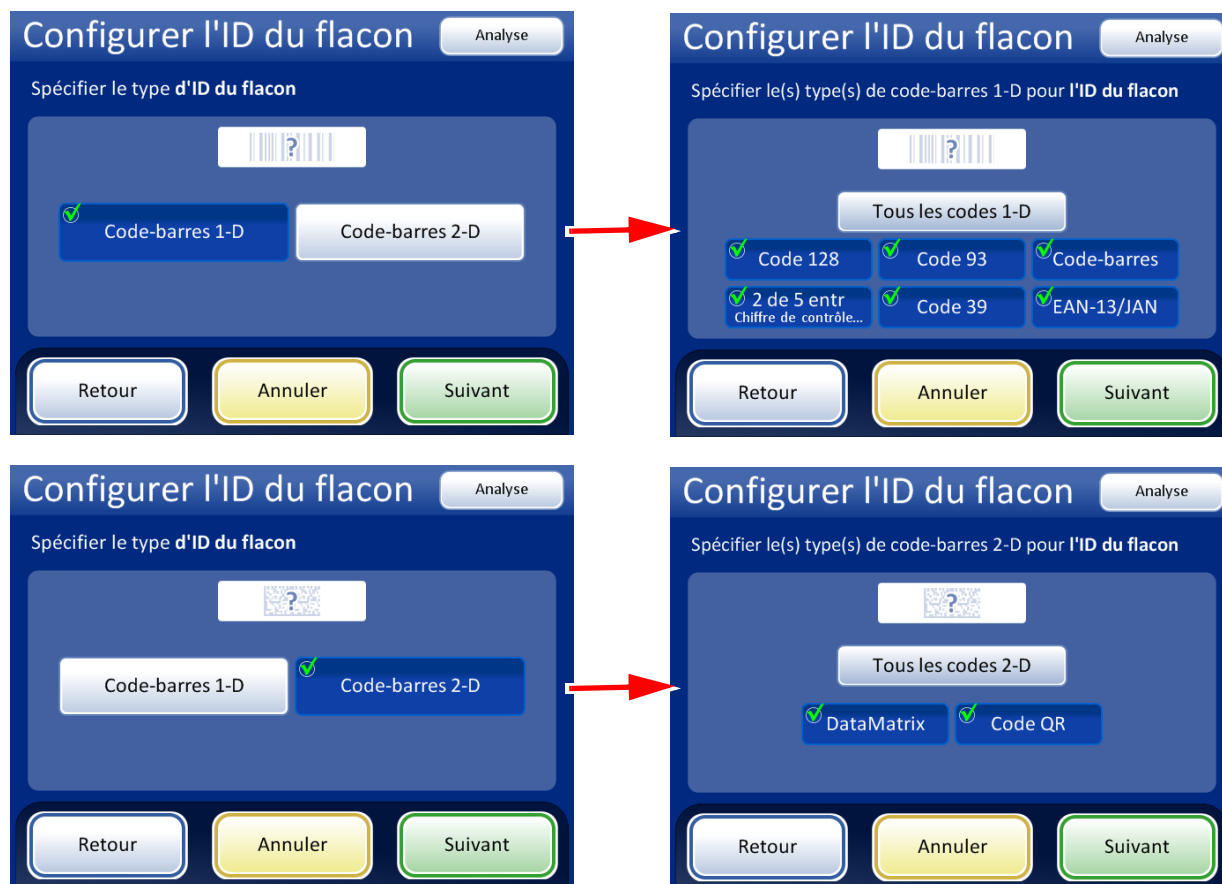 Configurer l'ID du flacon
Analyse
Spécifier le type d'ID du flacon
?
Code-barres 1-D
Code-barres 2-D
Retour
Annuler
Suivant
Configurer l'ID du flacon
Analyse
Spécifier le(s) type(s) de code-barres 1-D pour l'ID du flacon
?
Tous les codes 1-D
Code 128
Code 93
Code-barres
2 de 5 entr
Chiffre de contrôle...
Code 39
EAN-13/JAN
Retour
Annuler
Suivant
Configurer l'ID du flacon
Analyse
Spécifier le type d'ID du flacon
?
Code-barres 1-D
Code-barres 2-D
Retour
Annuler
Suivant
Configurer l'ID du flacon
Analyse
Spécifier le(s) type(s) de code-barres 2-D pour l'ID du flacon
?
Tous les codes 2-D
DataMatrix
Code QR
Retour
Annuler
Suivant